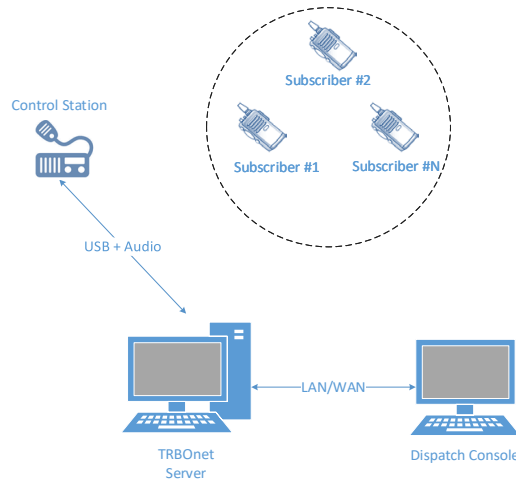 Subscriber #2
Control Station
Subscriber #1
Subscriber #N
USB + Audio
LAN/WAN
TRBOnet
Server
Dispatch Console